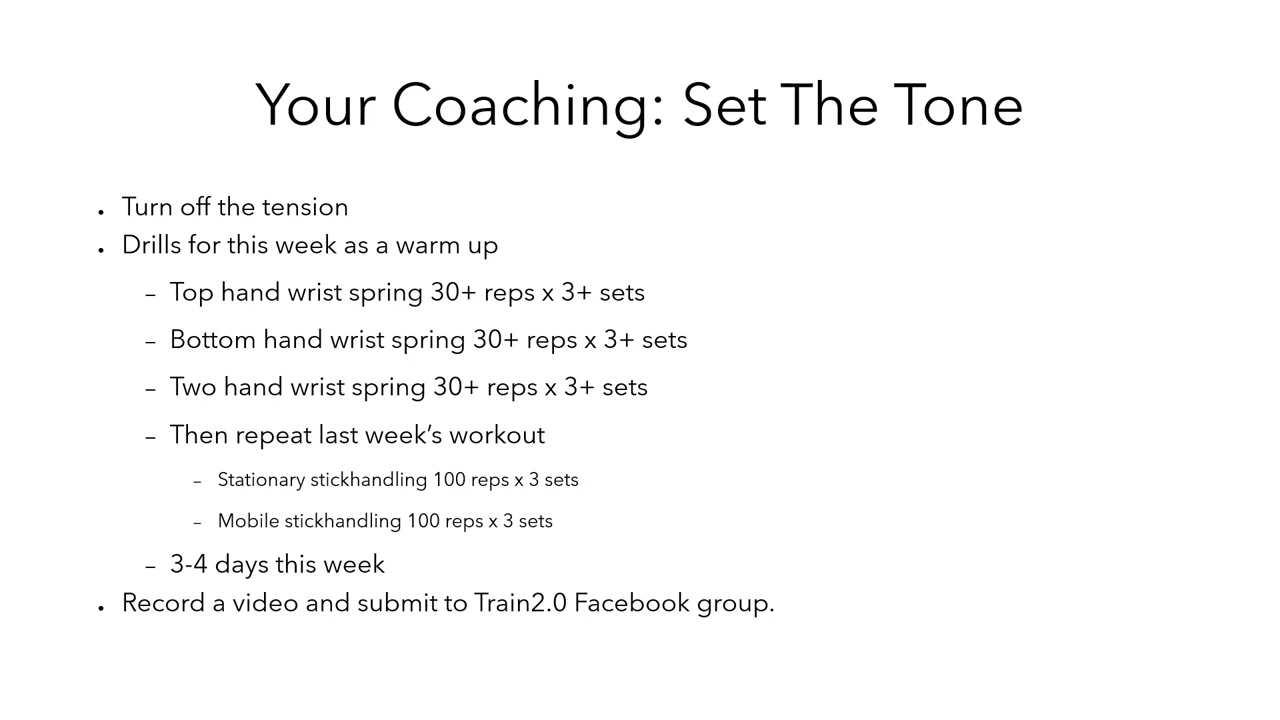 Your Coaching: Set The Tone
• Turn off the tension
• Drills for this week as a warm up
– Top hand wrist spring 30+ reps x 3+ sets
– Bottom hand wrist spring 30+ reps x 3+ sets
– Two hand wrist spring 30+ reps x 3+ sets
– Then repeat last week’s workout
– Stationary stickhandling 100 reps x 3 sets
– Mobile stickhandling 100 reps x 3 sets
– 3-4 days this week
• Record a video and submit to Train2.0 Facebook group.